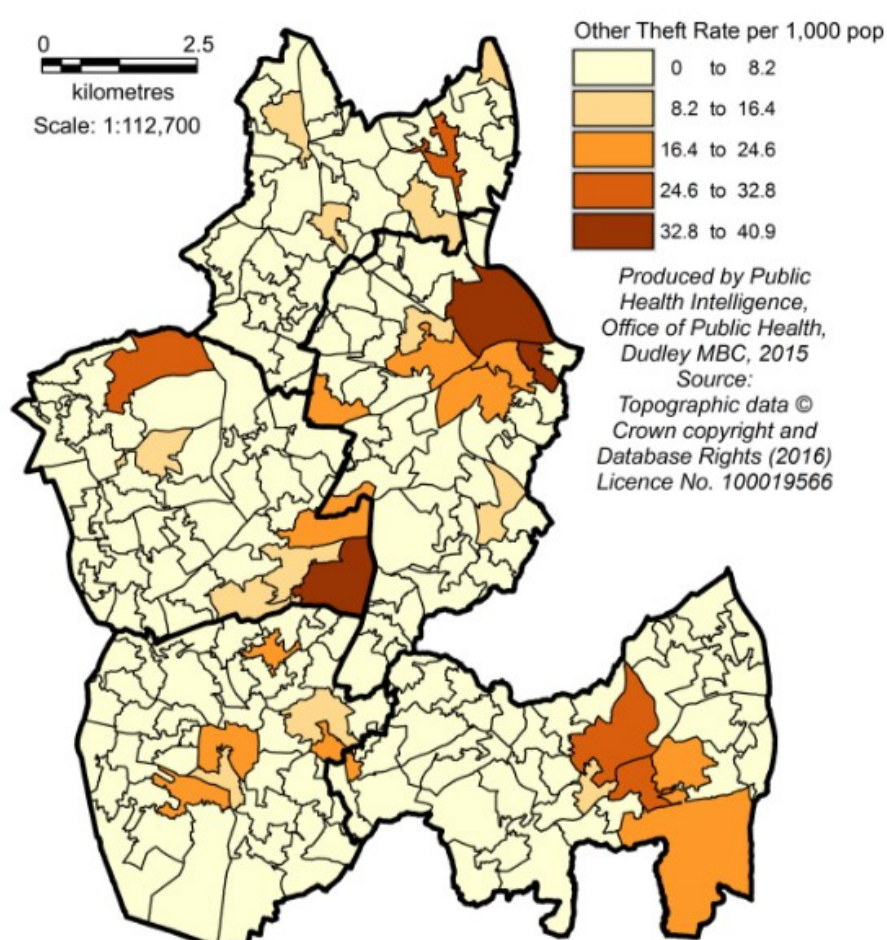 0 2.5
kilometres
Scale: 1:112,700
Other Theft Rate per 1,000 pop
0 to 8.2
8.2 to 16.4
16.4 to 24.6
24.6 to 32.8
32.8 to 40.9
Produced by Public
Health Intelligence,
Office of Public Health,
Dudley MBC, 2015
Source:
Topographic data ©
Crown copyright and
Database Rights (2016)
Licence No. 100019566